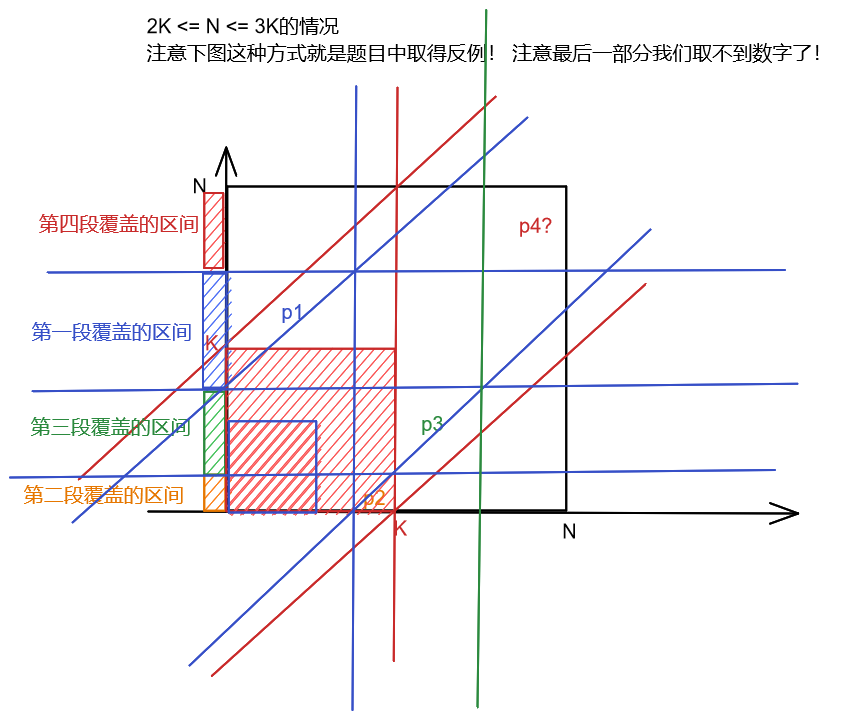 2K <= N <= 3K的情况
注意下图这种方式就是题目中取得反例！ 注意最后一部分我们取不到数字了！
N
第四段覆盖的区间
p4?
p1
第一段覆盖的区间
K
第三段覆盖的区间
p3
第二段覆盖的区间
p2
K
N